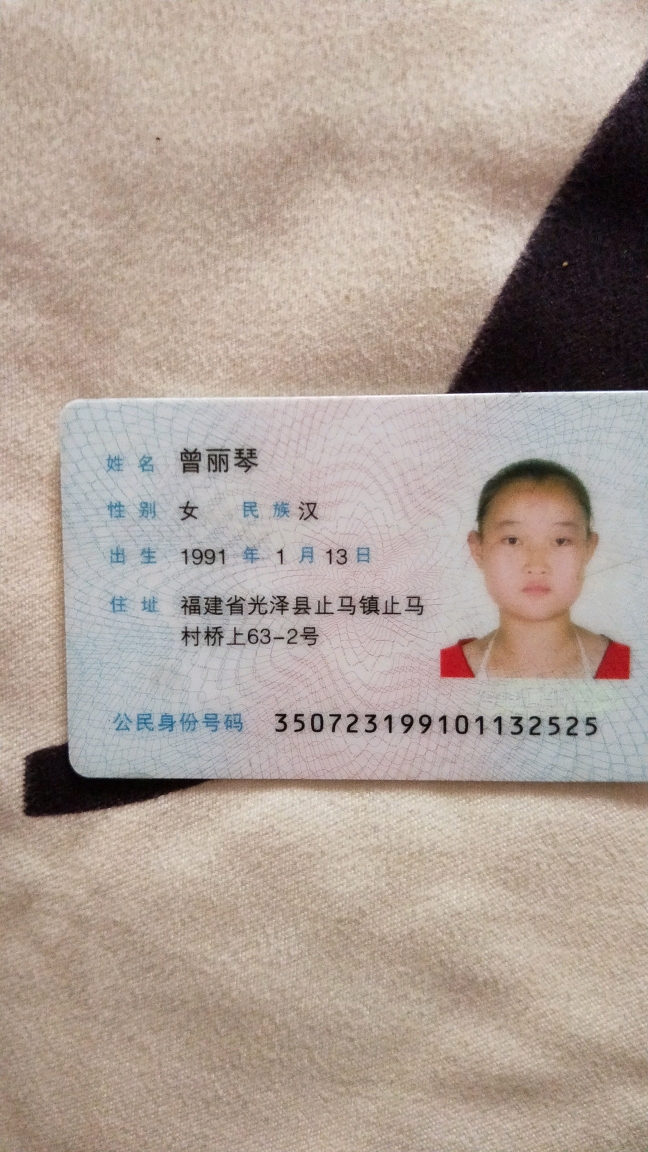 姓名 曾丽琴
性别 女 民族 汉
出生 1991 年 1 月 13 日
住址 福建省光泽县止马镇止马
村桥上63-2号
公民身份号码 350723199101132525